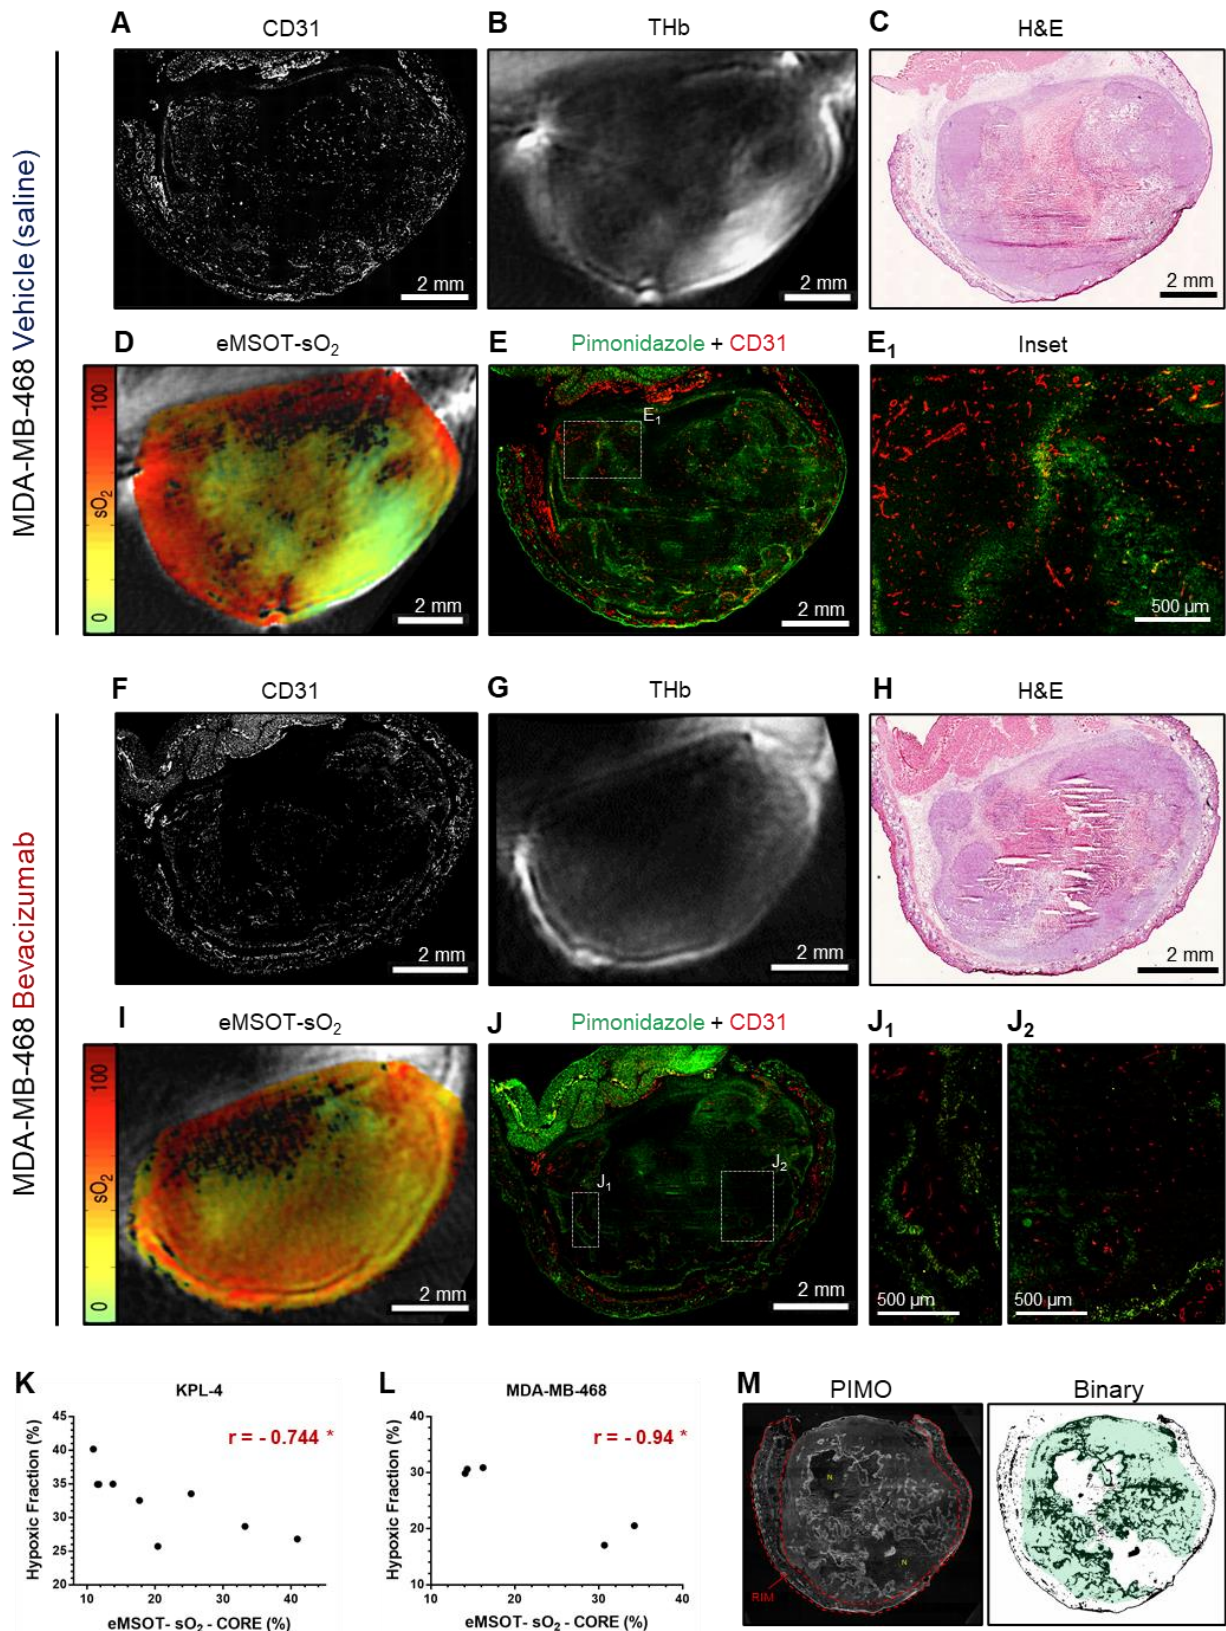 A CD31
B THb
C H&E
MDA-MB-468 Vehicle (saline)
2 mm
2 mm
2 mm
D eMSOT-sO₂
E Pimonidazole + CD31
E₁ Inset
100
sO₂
0
E₁
2 mm
2 mm
500 µm
F CD31
G THb
H H&E
MDA-MB-468 Bevacizumab
2 mm
2 mm
2 mm
I eMSOT-sO₂
J Pimonidazole + CD31
J₁
J₂
100
sO₂
0
J₁
J₂
2 mm
2 mm
500 µm
500 µm
K KPL-4
r = - 0.744 *
Hypoxic Fraction (%)
45
40
35
30
25
20
10 20 30 40
eMSOT- sO₂ - CORE (%)
L MDA-MB-468
r = - 0.94 *
Hypoxic Fraction (%)
40
30
20
10
10 20 30 40
eMSOT- sO₂ - CORE (%)
M PIMO
Binary
N
N
RIM